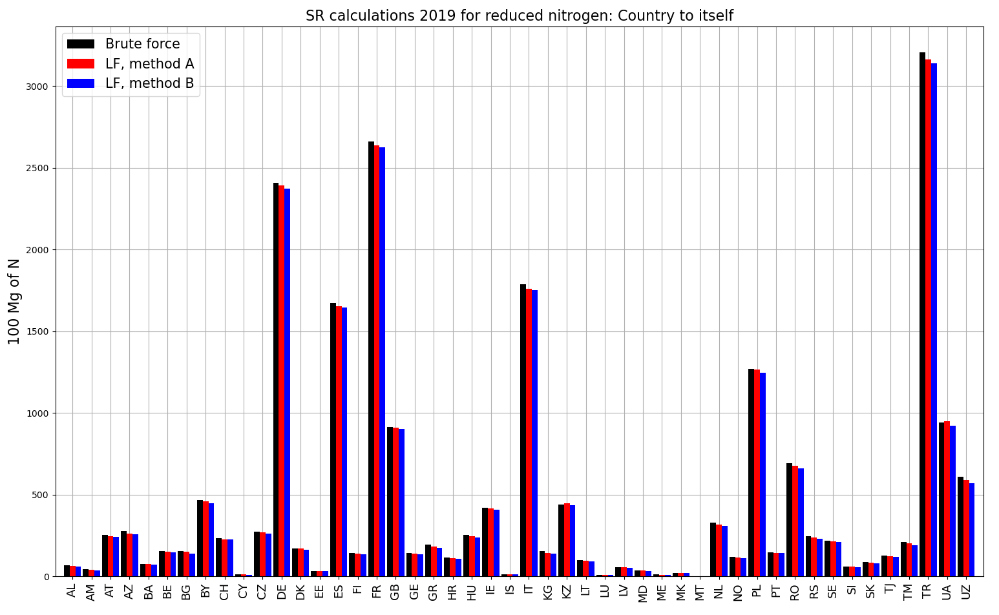 SR calculations 2019 for reduced nitrogen: Country to itself
Brute force
LF, method A
LF, method B
100 Mg of N
3000
2500
2000
1500
1000
500
0
AL AM AT AZ BA BE BG BY CH CY CZ DE DK EE ES FI FR GB GE GR HR HU IE IS IT KG KZ LT LU LV MD ME MK MT NL NO PL PT RO RS SE SI SK TJ TM TR UA UZ